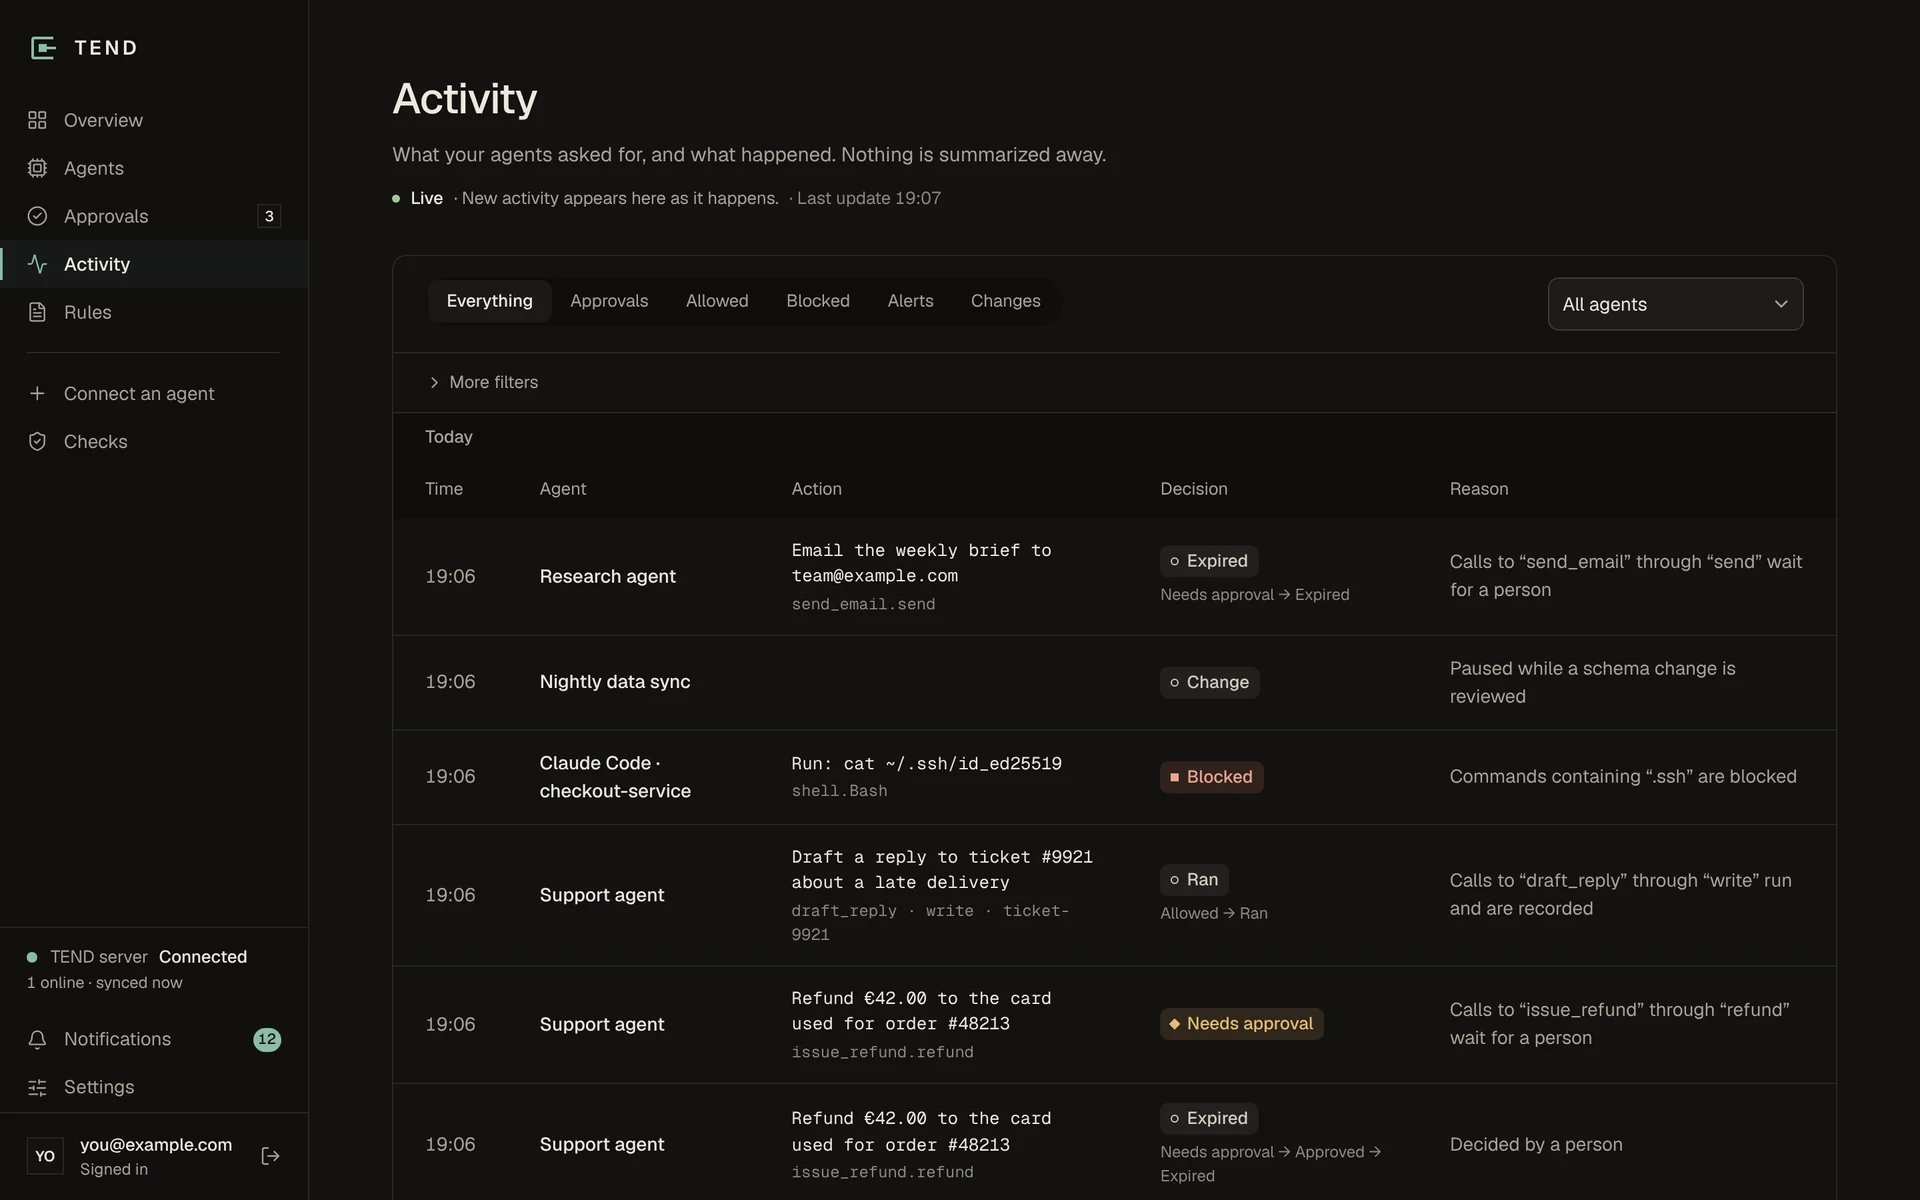 TEND
Overview
Agents
Approvals 3
Activity
Rules
Connect an agent
Checks
TEND server Connected
1 online · synced now
Notifications 12
Settings
YO
you@example.com
Signed in
Activity
What your agents asked for, and what happened. Nothing is summarized away.
Live · New activity appears here as it happens. · Last update 19:07
Everything Approvals Allowed Blocked Alerts Changes
All agents
More filters
Today
Time Agent Action Decision Reason
19:06
Research agent
Email the weekly brief to
team@example.com
send_email.send
Expired
Needs approval → Expired
Calls to “send_email” through “send” wait
for a person
19:06
Nightly data sync
Change
Paused while a schema change is
reviewed
19:06
Claude Code ·
checkout-service
Run: cat ~/.ssh/id_ed25519
shell.Bash
Blocked
Commands containing “.ssh” are blocked
19:06
Support agent
Draft a reply to ticket #9921
about a late delivery
draft_reply · write · ticket-
9921
Ran
Allowed → Ran
Calls to “draft_reply” through “write” run
and are recorded
19:06
Support agent
Refund €42.00 to the card
used for order #48213
issue_refund.refund
Needs approval
Calls to “issue_refund” through “refund”
wait for a person
19:06
Support agent
Refund €42.00 to the card
used for order #48213
issue_refund.refund
Expired
Needs approval → Approved →
Expired
Decided by a person